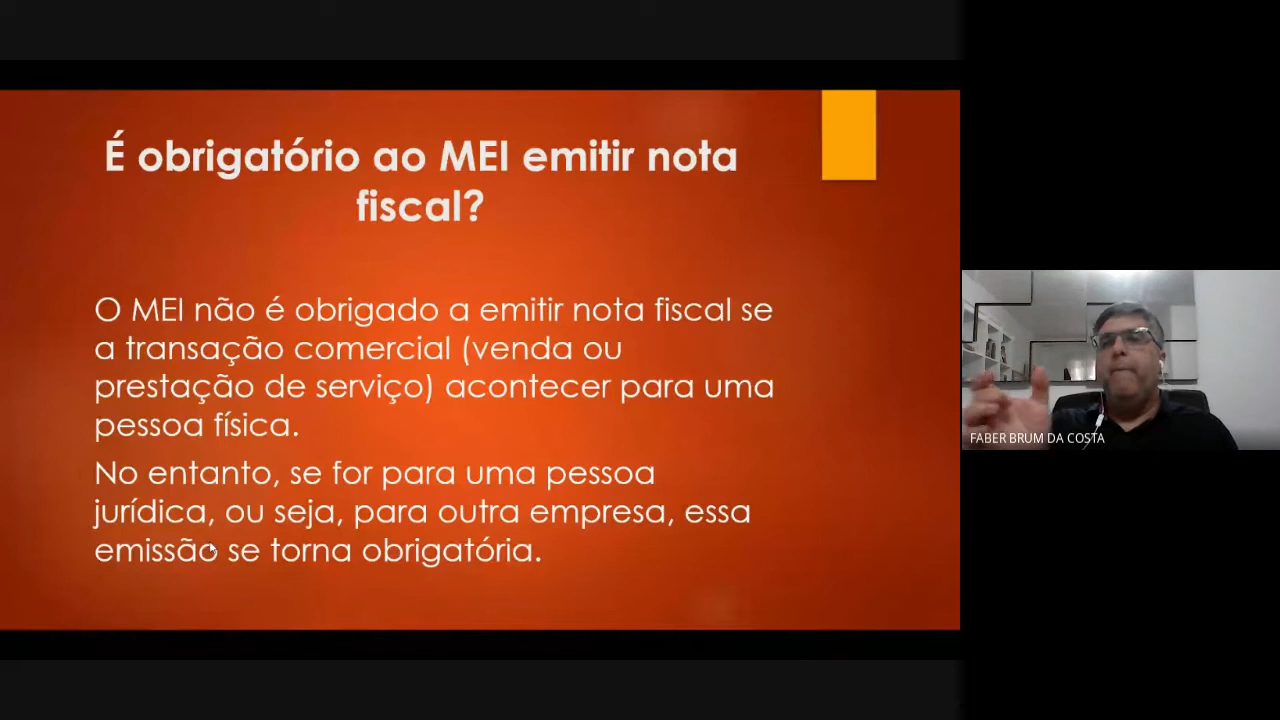 É obrigatório ao MEI emitir nota
fiscal?
O MEI não é obrigado a emitir nota fiscal se
a transação comercial (venda ou
prestação de serviço) acontecer para uma
pessoa física.
No entanto, se for para uma pessoa
jurídica, ou seja, para outra empresa, essa
emissão se torna obrigatória.
FABER BRUM DA COSTA